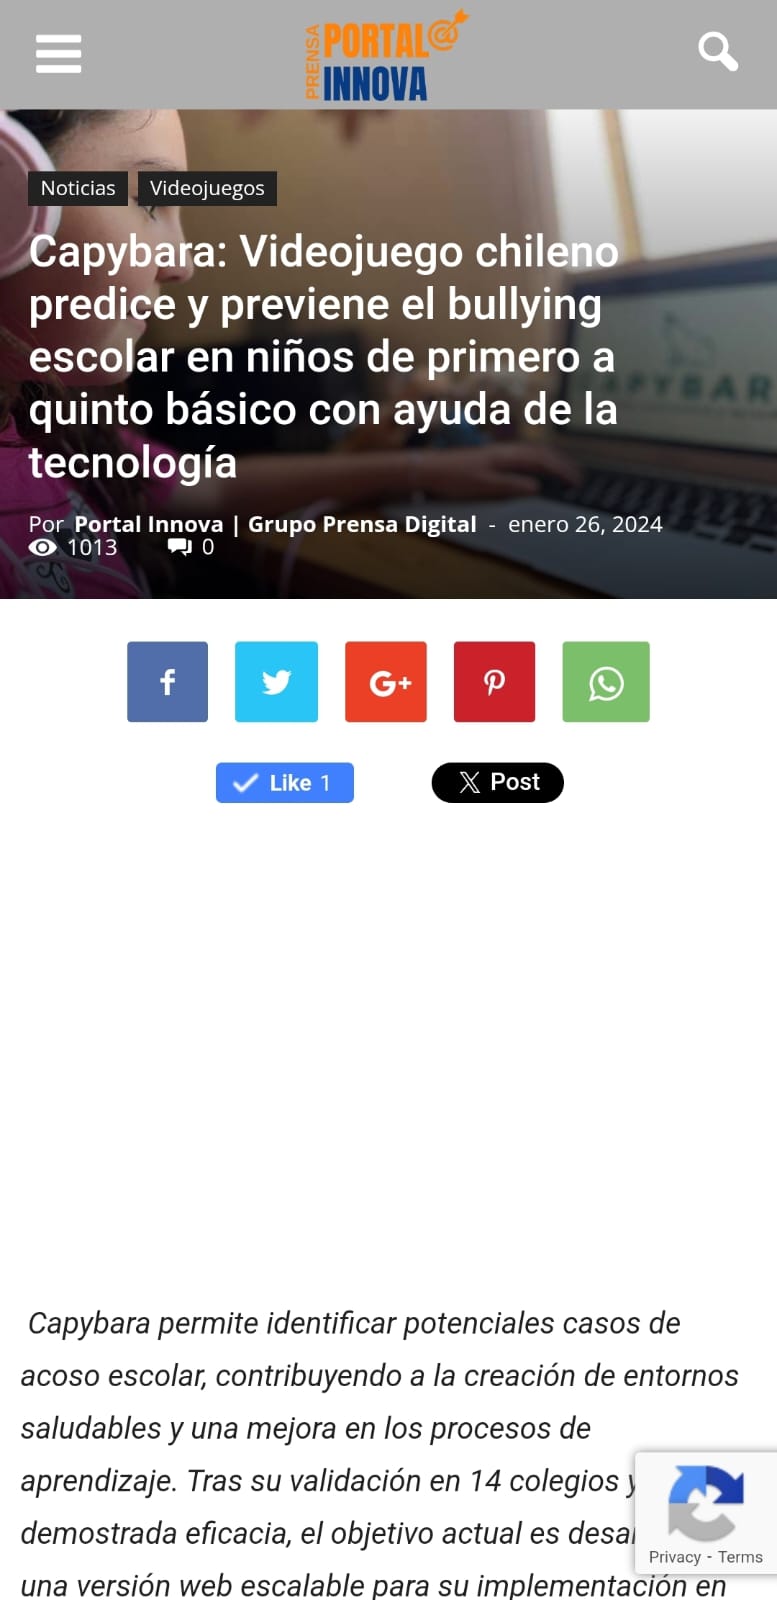 PRENSA
PORTAL
INNOVA
Noticias Videojuegos
Capybara: Videojuego chileno
predice y previene el bullying
escolar en niños de primero a
quinto básico con ayuda de la
tecnología
APYBAR
Por Portal Innova | Grupo Prensa Digital - enero 26, 2024
1013 0
f G+
Like 1 X Post
Capybara permite identificar potenciales casos de
acoso escolar, contribuyendo a la creación de entornos
saludables y una mejora en los procesos de
aprendizaje. Tras su validación en 14 colegios y
demostrada eficacia, el objetivo actual es desar
una versión web escalable para su implementación en
Privacy - Terms